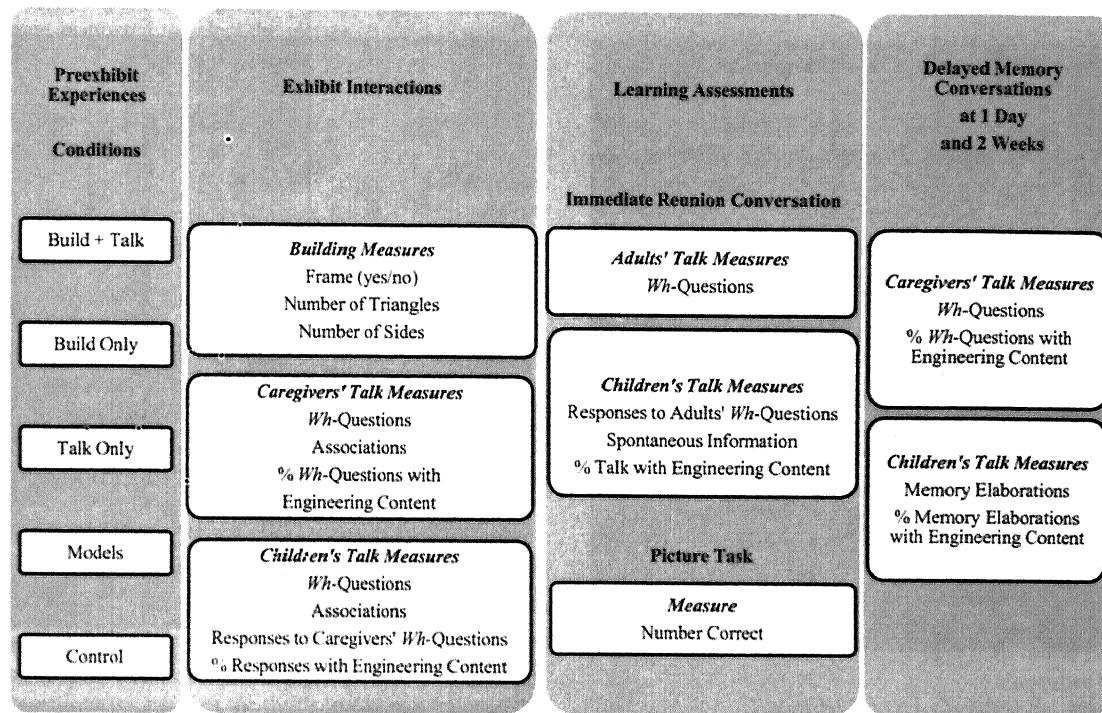 Preexhibit
Experiences
Conditions
Build + Talk
Build Only
Talk Only
Models
Control
Exhibit Interactions
Building Measures
Frame (yes/no)
Number of Triangles
Number of Sides
Caregivers' Talk Measures
Wh-Questions
Associations
% Wh-Questions with
Engineering Content
Children's Talk Measures
Wh-Questions
Associations
Responses to Caregivers' Wh-Questions
% Responses with Engineering Content
Learning Assessments
Immediate Reunion Conversation
Adults' Talk Measures
Wh-Questions
Children's Talk Measures
Responses to Adults' Wh-Questions
Spontaneous Information
% Talk with Engineering Content
Picture Task
Measure
Number Correct
Delayed Memory
Conversations
at 1 Day
and 2 Weeks
Caregivers' Talk Measures
Wh-Questions
% Wh-Questions with
Engineering Content
Children's Talk Measures
Memory Elaborations
% Memory Elaborations
with Engineering Content